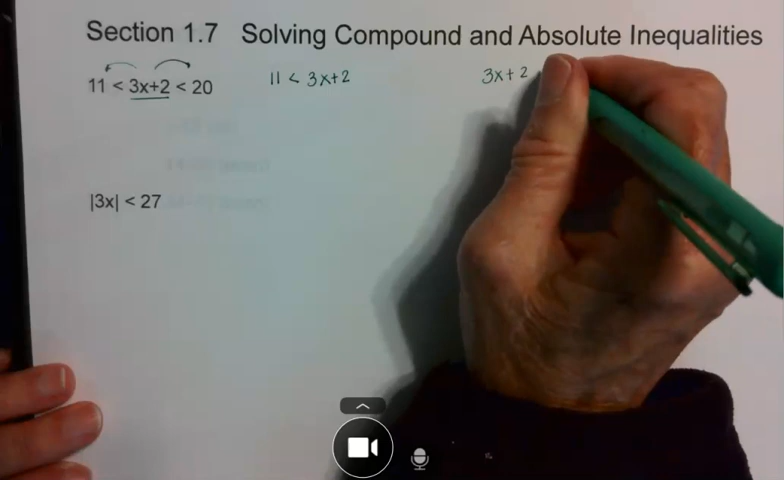 Section 1.7 Solving Compound and Absolute Inequalities
11 < 3x+2 < 20 11 < 3x+2 3x+2
|3x| < 27